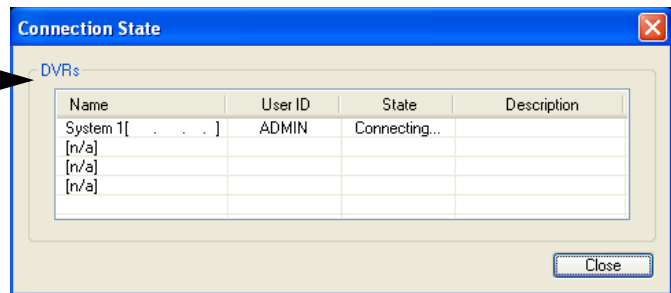 Connection State
DVRs
Name User ID State Description
System 1[ . . . ] ADMIN Connecting...
[n/a]
[n/a]
[n/a]
Close